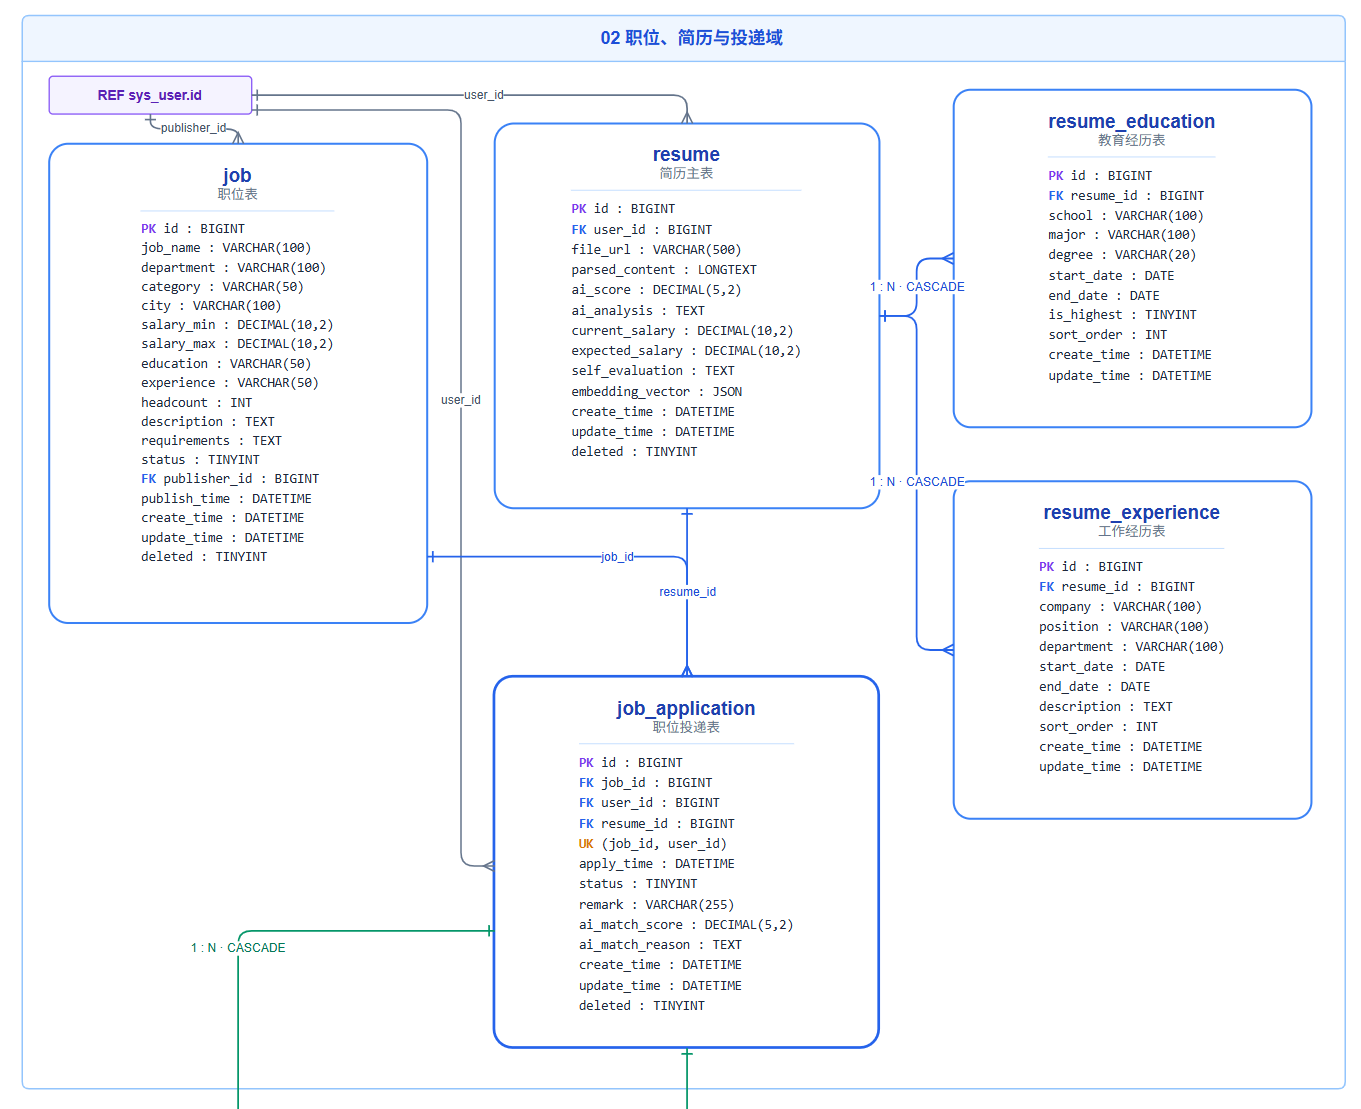 02 职位、简历与投递域
REF sys_user.id
user_id
publisher_id
job
职位表
PK id : BIGINT
job_name : VARCHAR(100)
department : VARCHAR(100)
category : VARCHAR(50)
city : VARCHAR(100)
salary_min : DECIMAL(10,2)
salary_max : DECIMAL(10,2)
education : VARCHAR(50)
experience : VARCHAR(50)
headcount : INT
description : TEXT
requirements : TEXT
status : TINYINT
FK publisher_id : BIGINT
publish_time : DATETIME
create_time : DATETIME
update_time : DATETIME
deleted : TINYINT
user_id
resume
简历主表
PK id : BIGINT
FK user_id : BIGINT
file_url : VARCHAR(500)
parsed_content : LONGTEXT
ai_score : DECIMAL(5,2)
ai_analysis : TEXT
current_salary : DECIMAL(10,2)
expected_salary : DECIMAL(10,2)
self_evaluation : TEXT
embedding_vector : JSON
create_time : DATETIME
update_time : DATETIME
deleted : TINYINT
1 : N · CASCADE
resume_education
教育经历表
PK id : BIGINT
FK resume_id : BIGINT
school : VARCHAR(100)
major : VARCHAR(100)
degree : VARCHAR(20)
start_date : DATE
end_date : DATE
is_highest : TINYINT
sort_order : INT
create_time : DATETIME
update_time : DATETIME
1 : N · CASCADE
resume_experience
工作经历表
PK id : BIGINT
FK resume_id : BIGINT
company : VARCHAR(100)
position : VARCHAR(100)
department : VARCHAR(100)
start_date : DATE
end_date : DATE
description : TEXT
sort_order : INT
create_time : DATETIME
update_time : DATETIME
job_id
resume_id
job_application
职位投递表
PK id : BIGINT
FK job_id : BIGINT
FK user_id : BIGINT
FK resume_id : BIGINT
UK (job_id, user_id)
apply_time : DATETIME
status : TINYINT
remark : VARCHAR(255)
ai_match_score : DECIMAL(5,2)
ai_match_reason : TEXT
create_time : DATETIME
update_time : DATETIME
deleted : TINYINT
1 : N · CASCADE